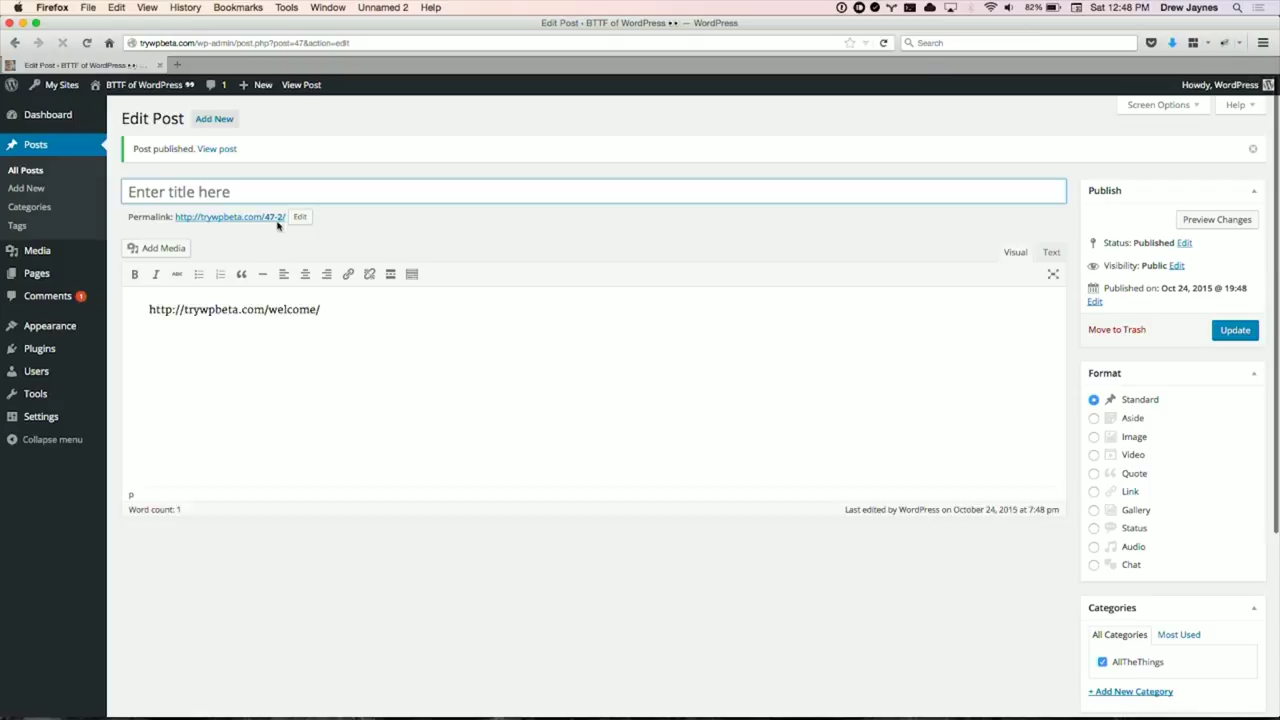 Firefox File Edit View History Bookmarks Tools Window Unnamed 2 Help 82% Sat 12:48 PM Drew Jaynes
Edit Post ‹ BTTF of WordPress •• — WordPress
trywpbeta.com/wp-admin/post.php?post=47&action=edit Search
Edit Post ‹ BTTF of WordPress •• ...
My Sites BTTF of WordPress 1 New View Post Howdy, WordPress
Screen Options Help
Dashboard
Edit Post Add New
Posts
Post published. View post
All Posts
Add New
Categories
Tags
Media
Pages
Comments 1
Appearance
Plugins
Users
Tools
Settings
Collapse menu
Enter title here
Permalink: http://trywpbeta.com/47-2/ Edit
Add Media Visual Text
B I ABC
http://trywpbeta.com/welcome/
p
Word count: 1 Last edited by WordPress on October 24, 2015 at 7:48 pm
Publish
Preview Changes
Status: Published Edit
Visibility: Public Edit
Published on: Oct 24, 2015 @ 19:48
Edit
Move to Trash Update
Format
Standard
Aside
Image
Video
Quote
Link
Gallery
Status
Audio
Chat
Categories
All Categories Most Used
AllTheThings
+ Add New Category